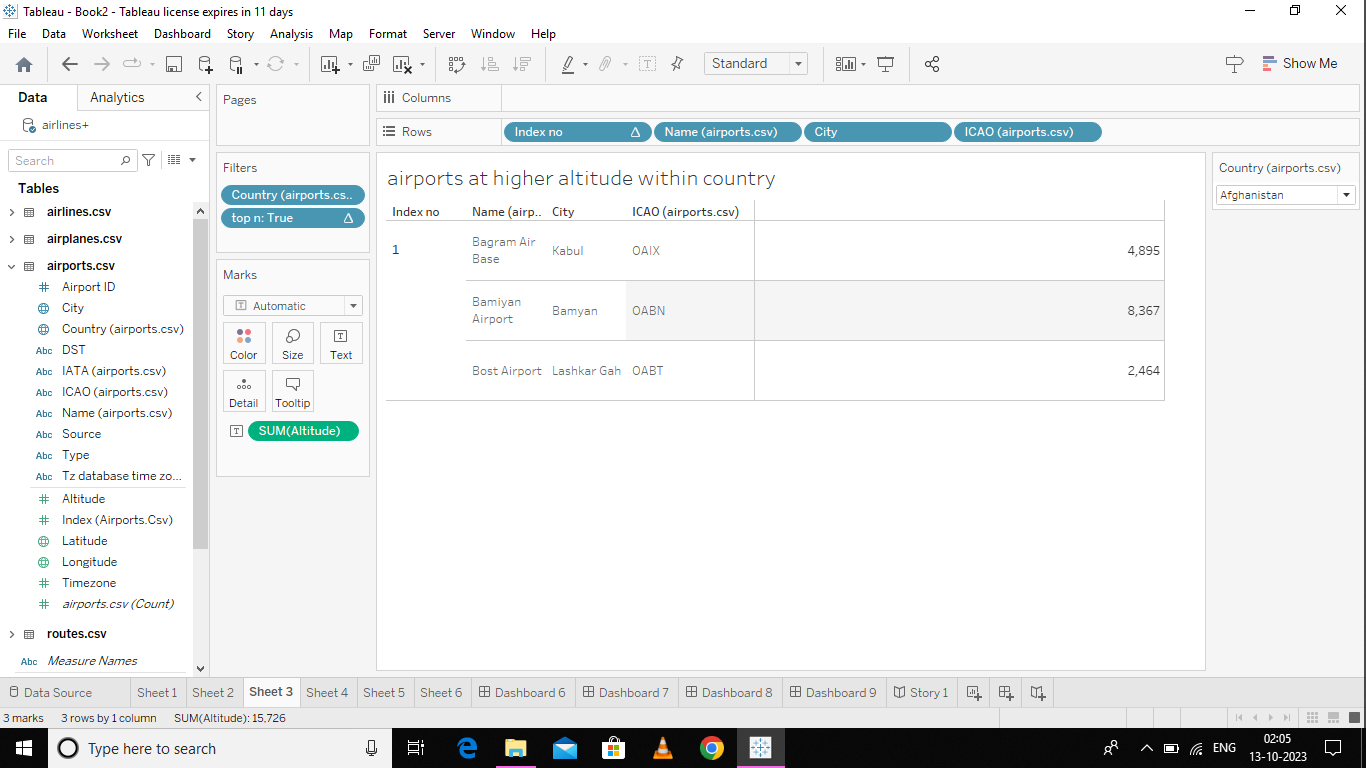 Tableau - Book2 - Tableau license expires in 11 days
File Data Worksheet Dashboard Story Analysis Map Format Server Window Help
Standard
Show Me
Data Analytics
airlines+
Search
Tables
airlines.csv
airplanes.csv
airports.csv
# Airport ID
City
Country (airports.csv)
Abc DST
Abc IATA (airports.csv)
Abc ICAO (airports.csv)
Abc Name (airports.csv)
Abc Source
Abc Type
Abc Tz database time zo...
# Altitude
# Index (Airports.Csv)
Latitude
Longitude
# Timezone
# airports.csv (Count)
routes.csv
Abc Measure Names
Pages
Filters
Country (airports.cs..
top n: True
Marks
Automatic
Color Size Text
Detail Tooltip
SUM(Altitude)
Columns
Rows Index no Name (airports.csv) City ICAO (airports.csv)
airports at higher altitude within country
Index no Name (airp.. City ICAO (airports.csv)
1 Bagram Air Base Kabul OAIX 4,895
Bamiyan Airport Bamyan OABN 8,367
Bost Airport Lashkar Gah OABT 2,464
Country (airports.csv)
Afghanistan
Data Source Sheet 1 Sheet 2 Sheet 3 Sheet 4 Sheet 5 Sheet 6 Dashboard 6 Dashboard 7 Dashboard 8 Dashboard 9 Story 1
3 marks 3 rows by 1 column SUM(Altitude): 15,726
Type here to search
ENG
02:05
13-10-2023